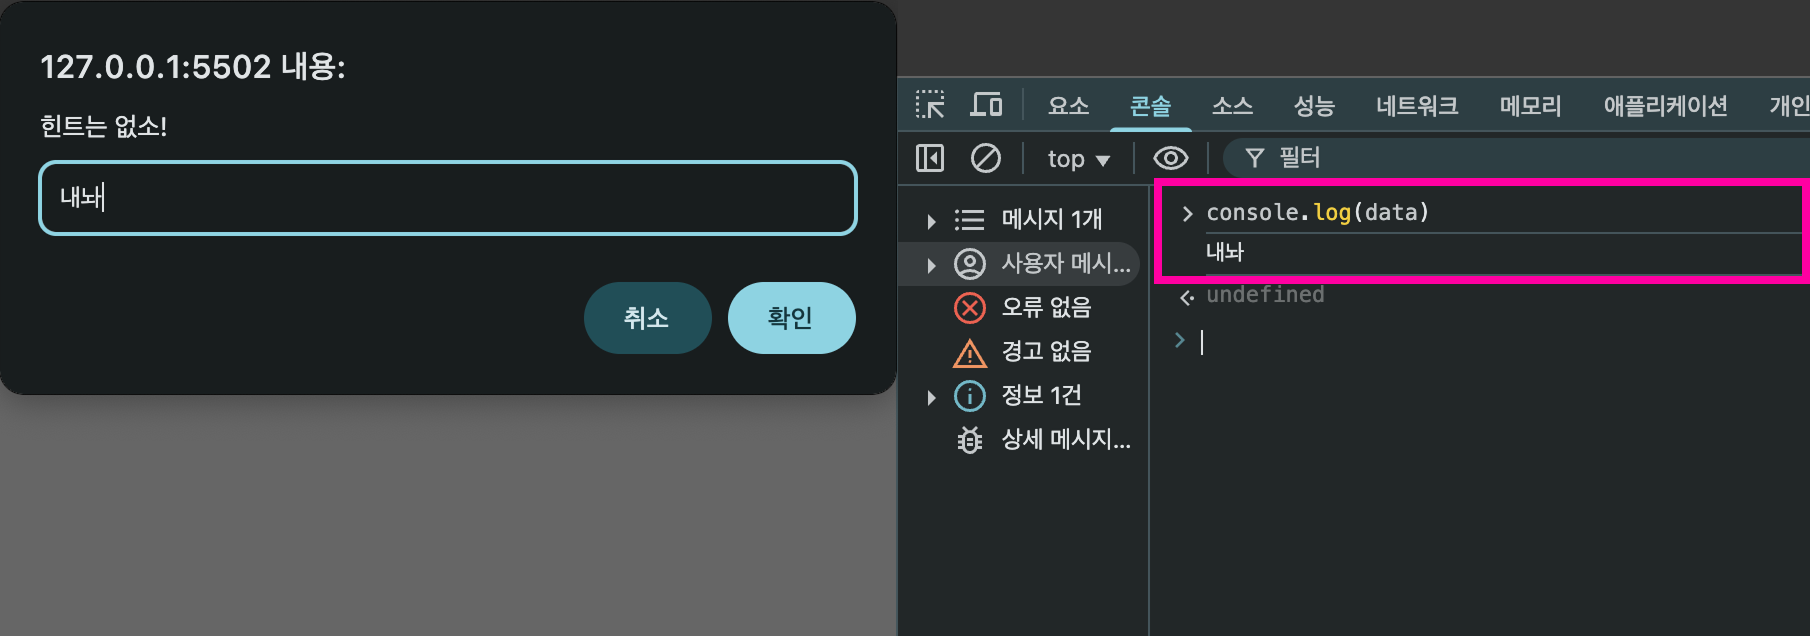 127.0.0.1:5502 내용:
힌트는 없소!
내놔
취소
확인
요소 콘솔 소스 성능 네트워크 메모리 애플리케이션 개인
top 필터
메시지 1개
사용자 메시...
오류 없음
경고 없음
정보 1건
상세 메시지...
console.log(data)
내놔
undefined